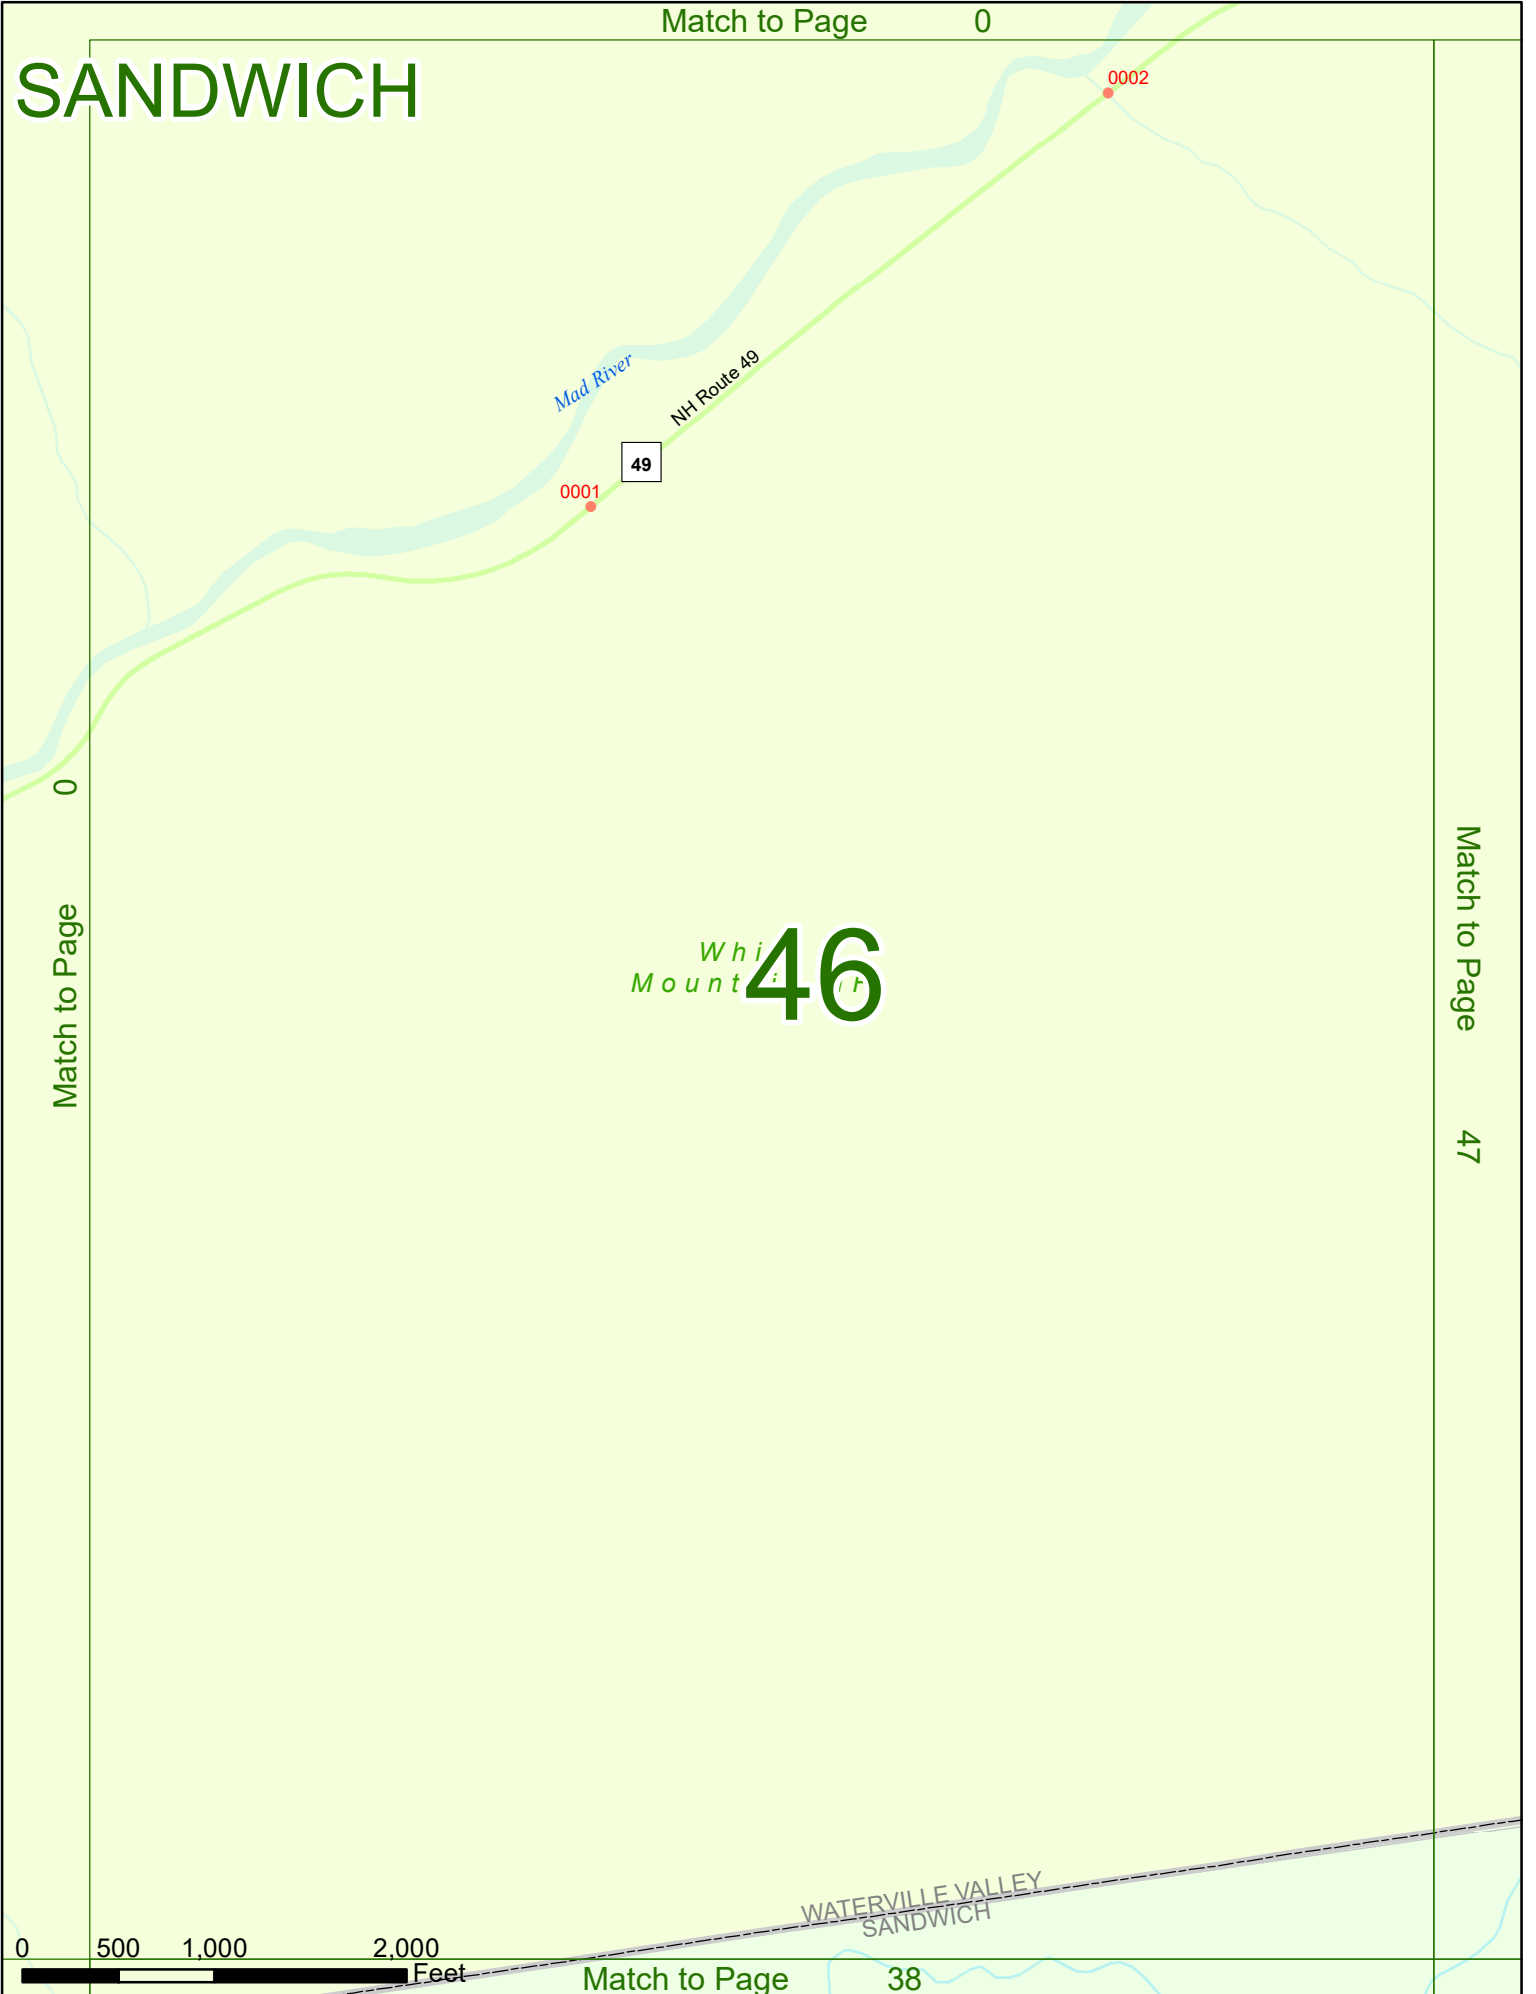 Match to Page 0
SANDWICH
0002
Mad River
NH Route 49
49
0001
0
Match to Page
Match to Page
47
46
WATERVILLE VALLEY
SANDWICH
0 500 1,000 2,000
Feet
Match to Page 38